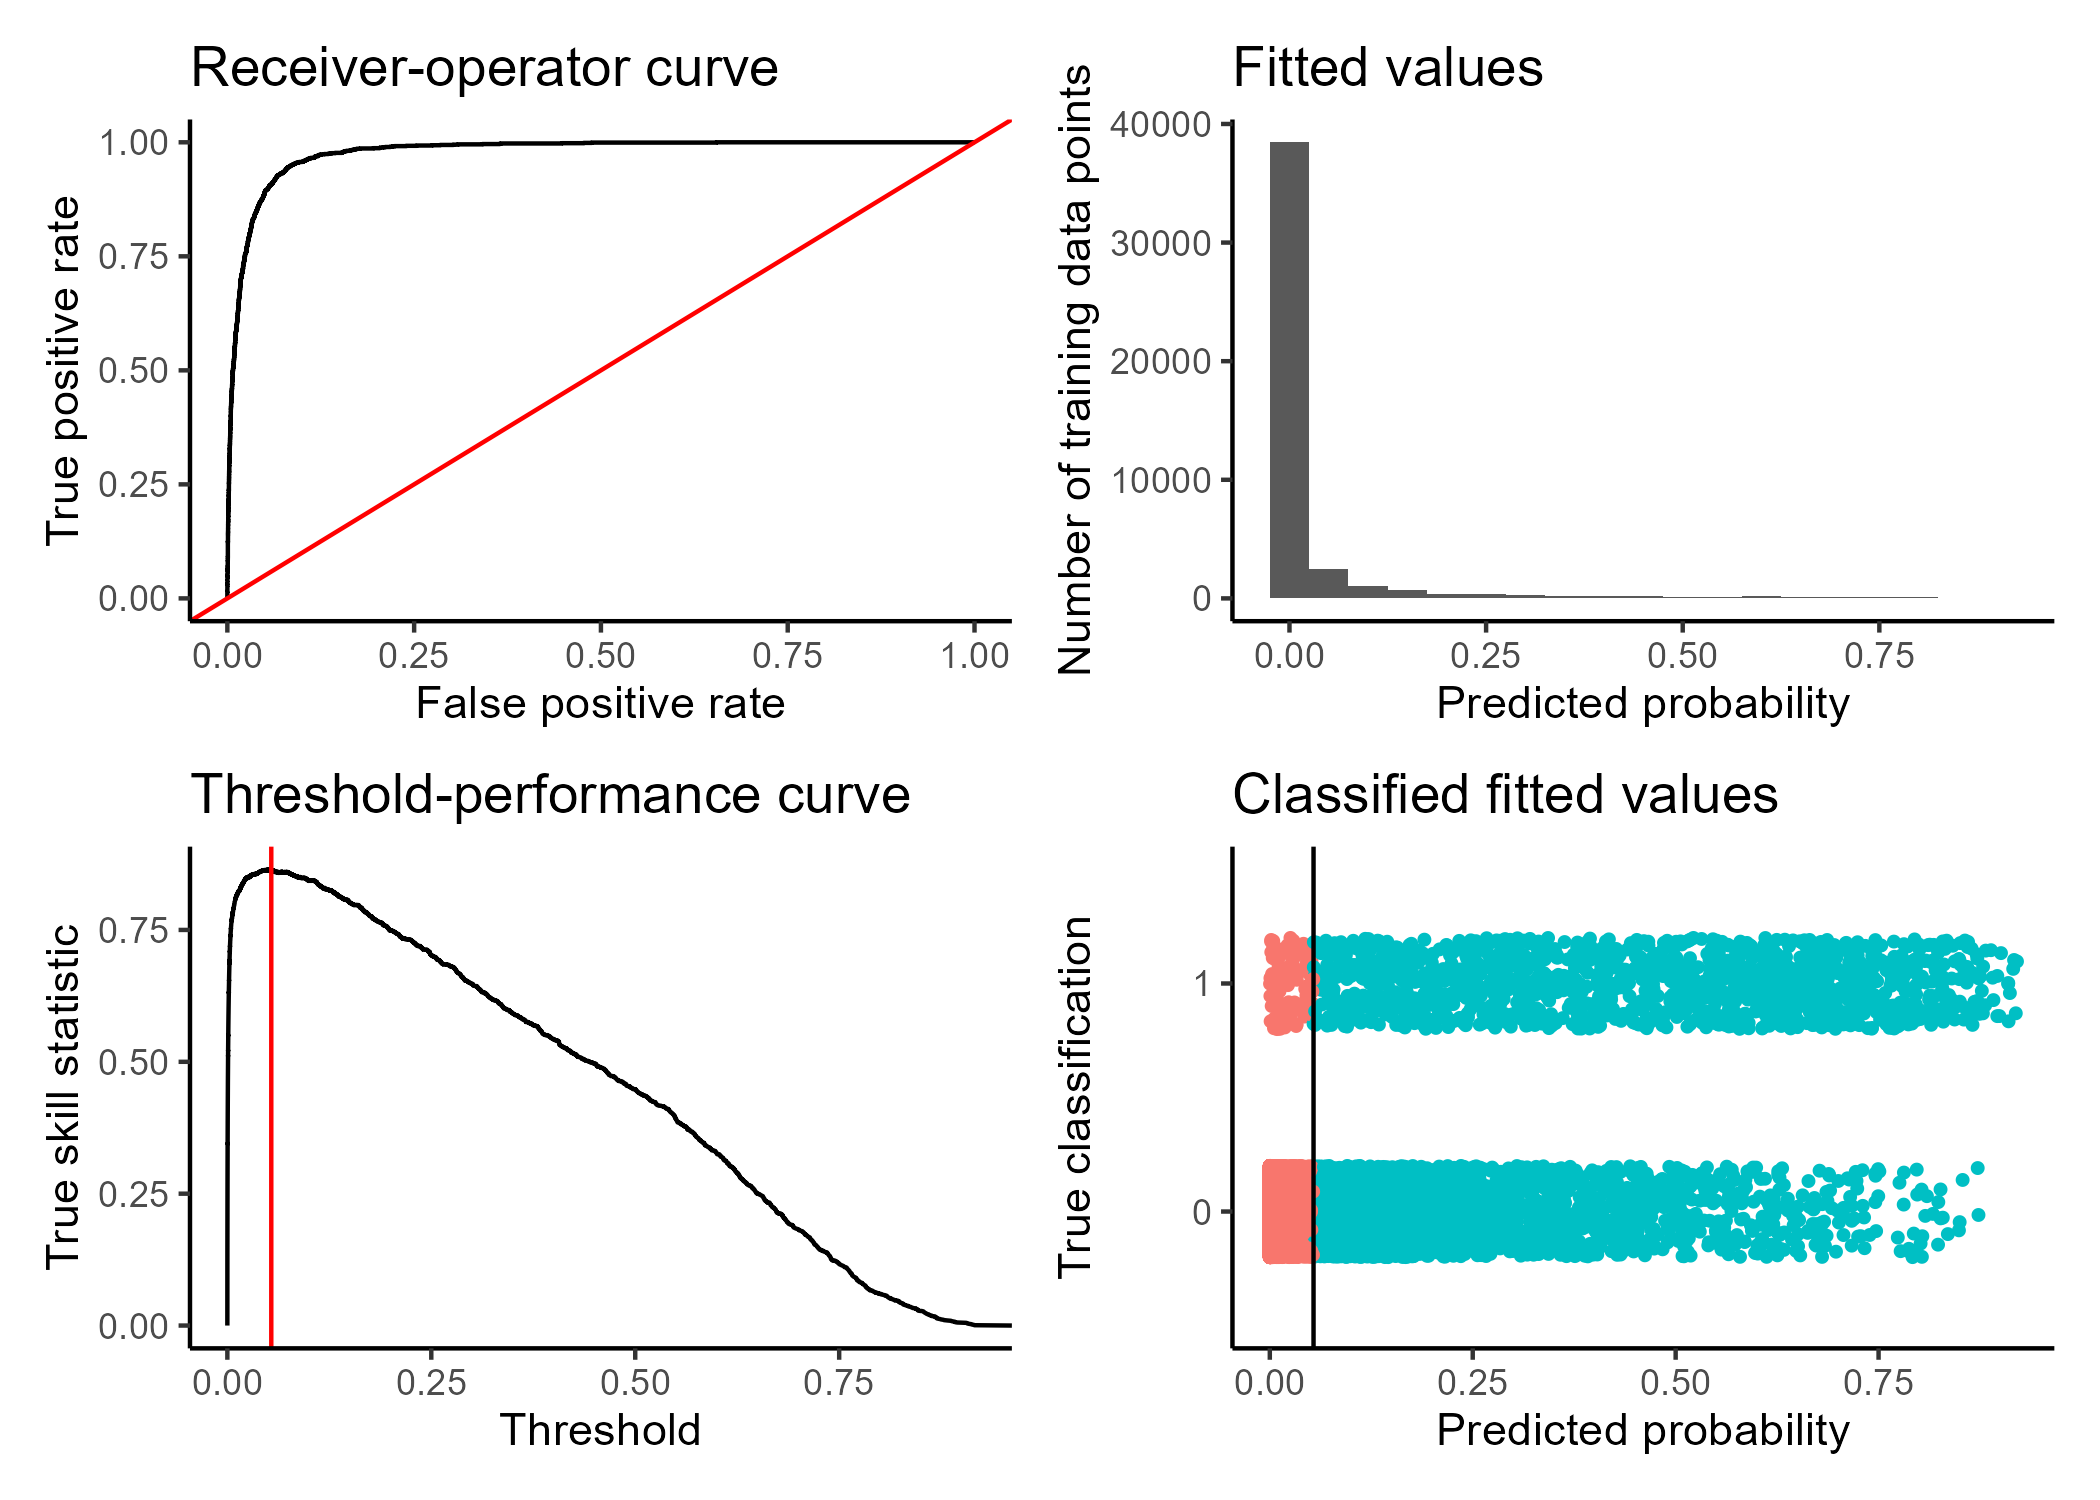 Receiver-operator curve
True positive rate
1.00
0.75
0.50
0.25
0.00
0.00 0.25 0.50 0.75 1.00
False positive rate
Fitted values
Number of training data points
40000
30000
20000
10000
0
0.00 0.25 0.50 0.75
Predicted probability
Threshold-performance curve
True skill statistic
0.75
0.50
0.25
0.00
0.00 0.25 0.50 0.75
Threshold
Classified fitted values
True classification
1
0
0.00 0.25 0.50 0.75
Predicted probability